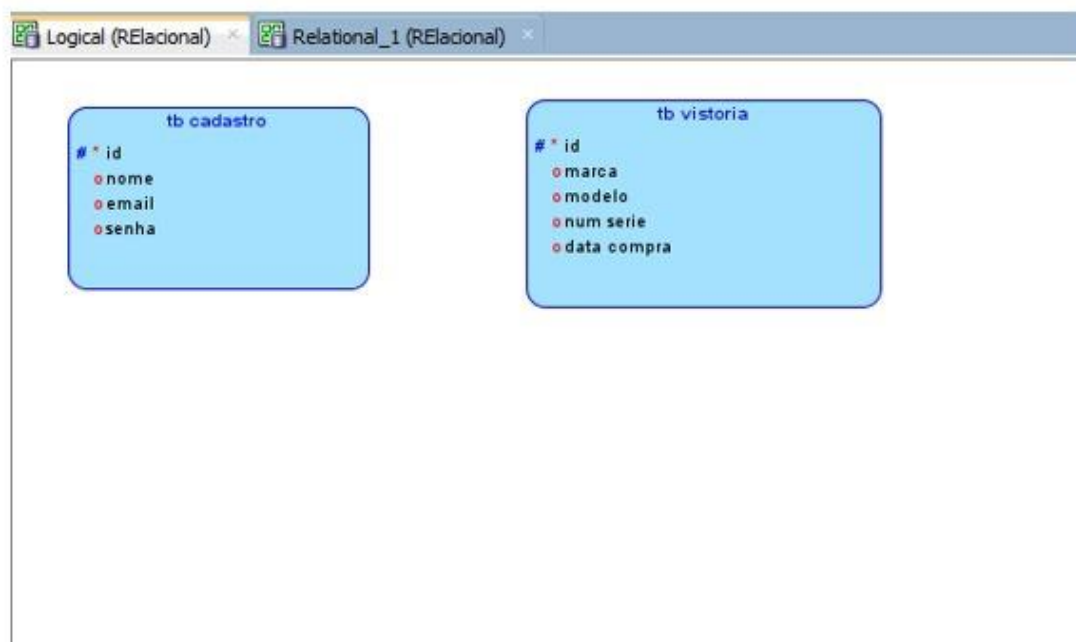 Logical (RElacional) × Relational_1 (RElacional) ×
tb cadastro
# * id
o nome
o email
o senha
tb vistoria
# * id
o marca
o modelo
o num serie
o data compra